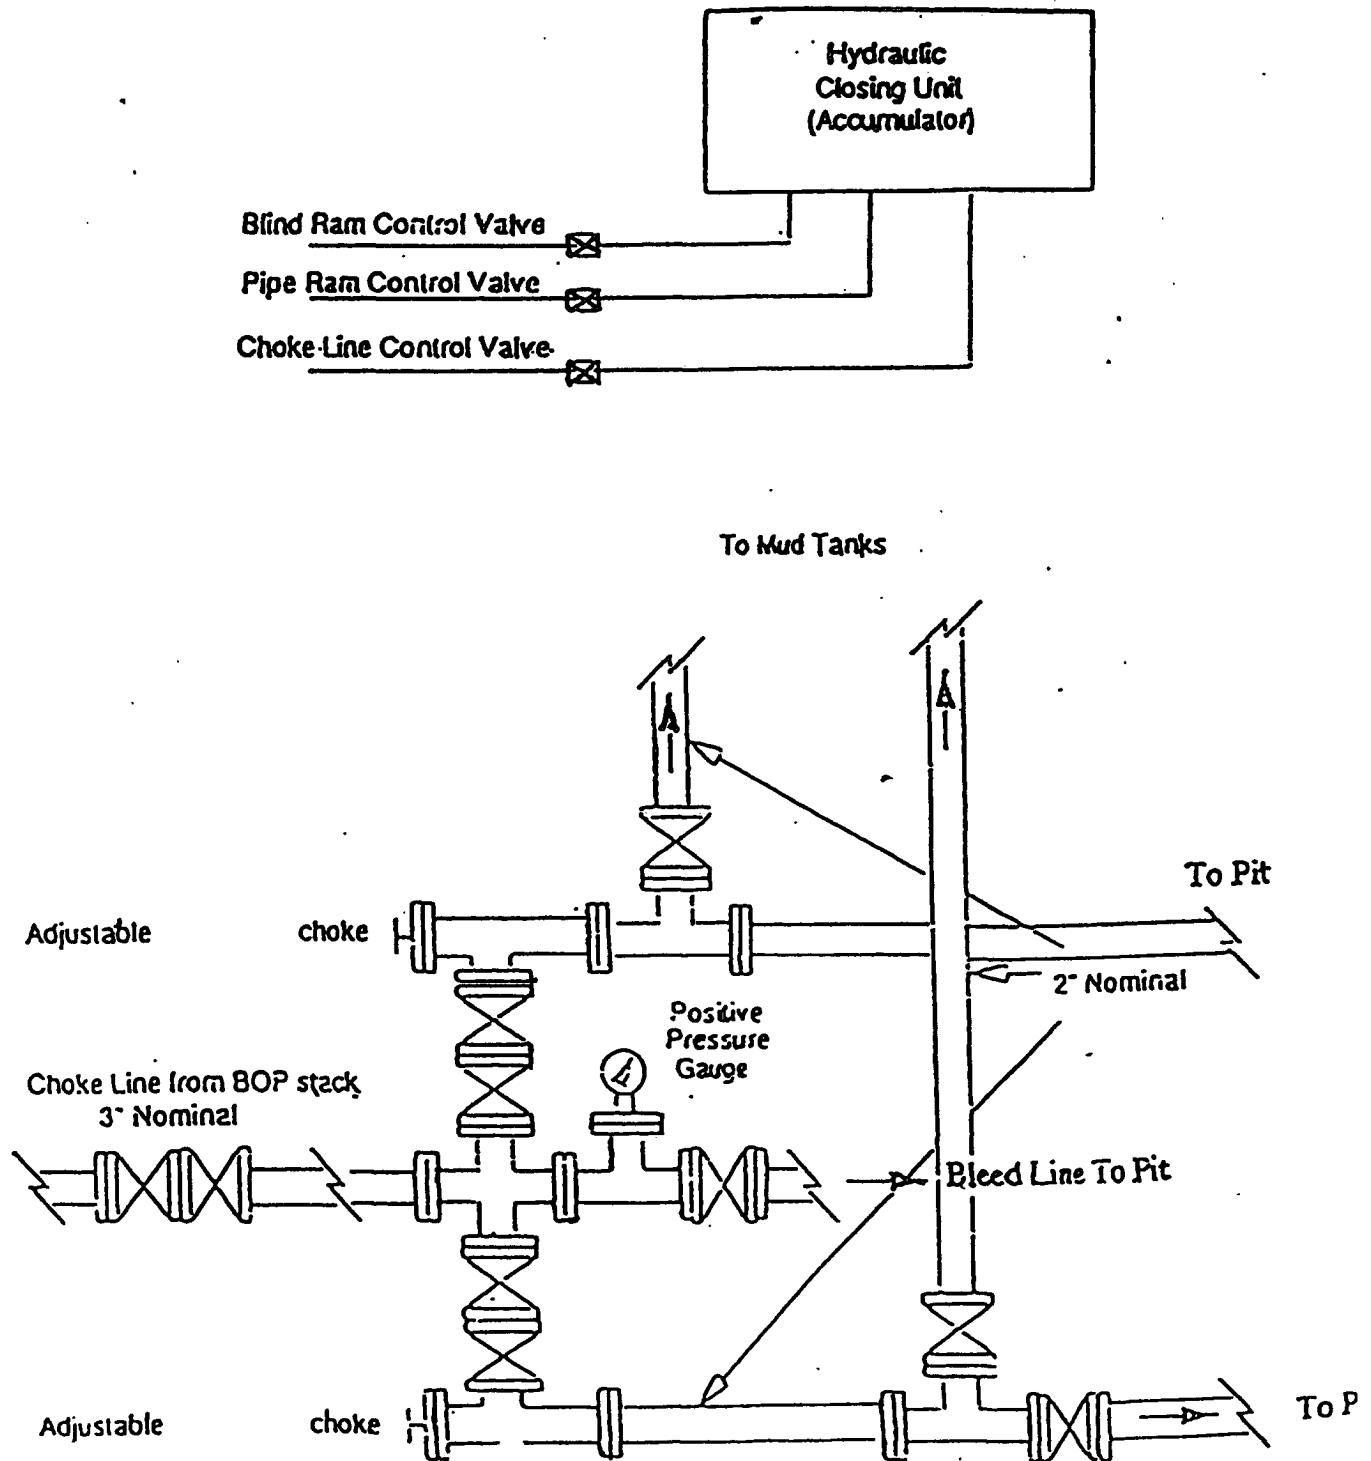 Hydraulic
Closing Unit
(Accumulator)
Blind Ram Control Valve
Pipe Ram Control Valve
Choke Line Control Valve
To Mud Tanks
To Pit
Adjustable choke
2" Nominal
Positive
Pressure
Gauge
Choke Line from BOP stack
3" Nominal
Bleed Line To Pit
Adjustable choke
To P